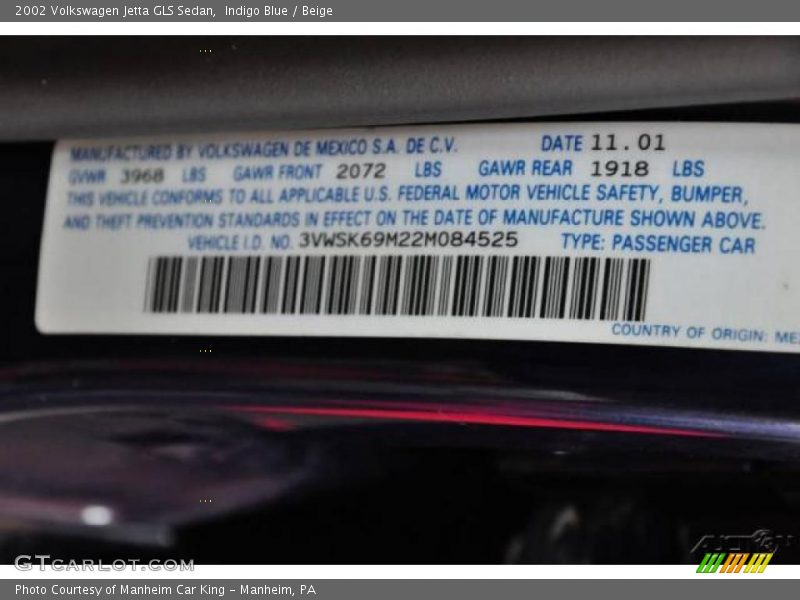 2002 Volkswagen Jetta GLS Sedan,  Indigo Blue / Beige
MANUFACTURED BY VOLKSWAGEN DE MEXICO S.A. DE C.V. DATE 11.01
GVWR 3968 LBS GAWR FRONT 2072 LBS GAWR REAR 1918 LBS
THIS VEHICLE CONFORMS TO ALL APPLICABLE U.S. FEDERAL MOTOR VEHICLE SAFETY, BUMPER,
AND THEFT PREVENTION STANDARDS IN EFFECT ON THE DATE OF MANUFACTURE SHOWN ABOVE.
VEHICLE I.D. NO. 3VWSK69M22M084525 TYPE: PASSENGER CAR
COUNTRY OF ORIGIN: ME
GTCARLOT.COM
Photo Courtesy of Manheim Car King - Manheim, PA